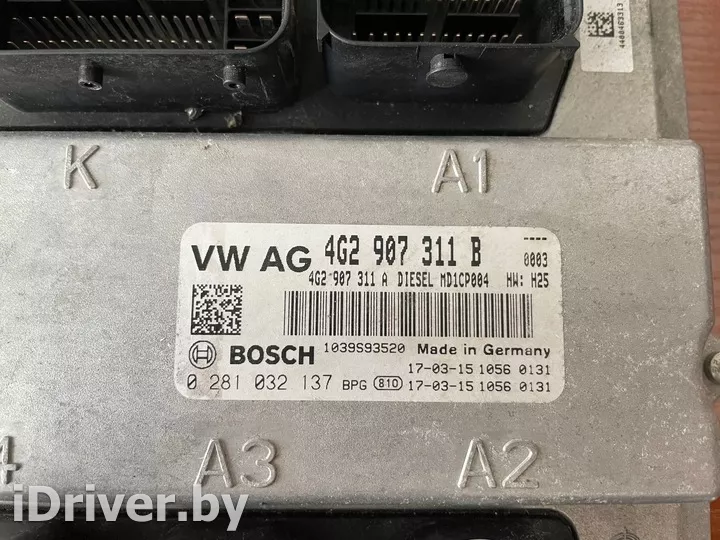 4400463313
K A1
VW AG 4G2 907 311 B ----
0003
4G2 907 311 A DIESEL MD1CP004 HW: H25
BOSCH 1039S93520 Made in Germany
17-03-15 1056 0131
0 281 032 137 BPG 810 17-03-15 1056 0131
4 A3 A2
iDriver.by